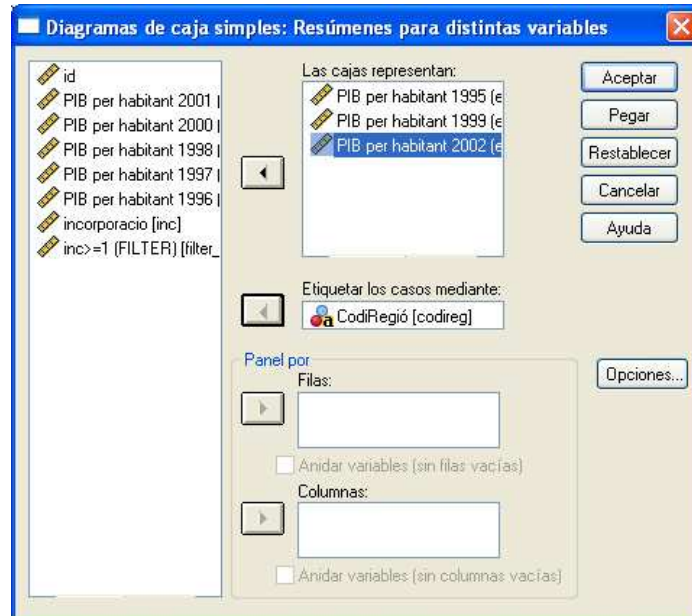 Diagramas de caja simples: Resúmenes para distintas variables
id
PIB per habitant 2001 (
PIB per habitant 2000 (
PIB per habitant 1998 (
PIB per habitant 1997 (
PIB per habitant 1996 (
incorporacio [inc]
inc>=1 (FILTER) [filter_
Las cajas representan:
PIB per habitant 1995 (e
PIB per habitant 1999 (e
PIB per habitant 2002 (e
Etiquetar los casos mediante:
CodiRegió [codireg]
Panel por
Filas:
Anidar variables (sin filas vacías)
Columnas:
Anidar variables (sin columnas vacías)
Aceptar
Pegar
Restablecer
Cancelar
Ayuda
Opciones...